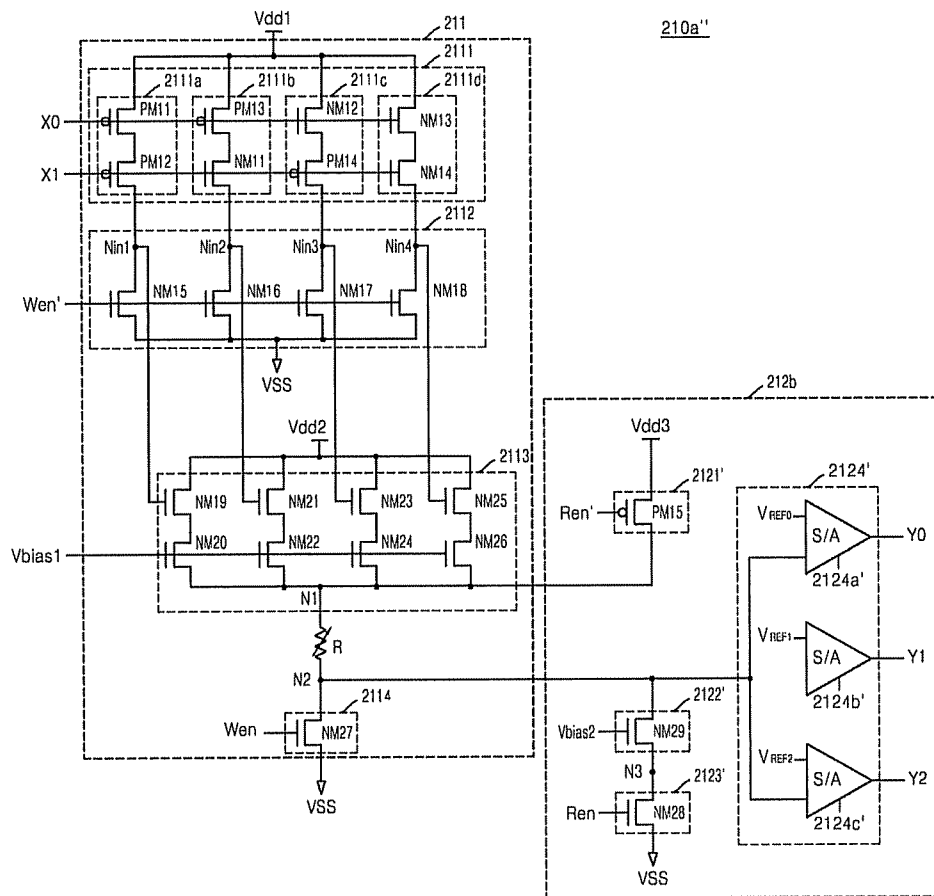 Vdd1
211
210a"
2111
2111a
2111b
2111c
2111d
PM11
PM13
NM12
NM13
X0
PM12
NM11
PM14
NM14
X1
2112
Nin1
Nin2
Nin3
Nin4
NM15
NM16
NM17
NM18
Wen'
VSS
212b
Vdd2
Vdd3
2113
2121'
2124'
NM19
NM21
NM23
NM25
Ren'
PM15
VREF0
S/A
Y0
2124a'
Vbias1
NM20
NM22
NM24
NM26
N1
R
VREF1
S/A
Y1
2124b'
N2
2114
2122'
Wen
NM27
Vbias2
NM29
VREF2
S/A
Y2
2124c'
N3
2123'
VSS
Ren
NM28
VSS